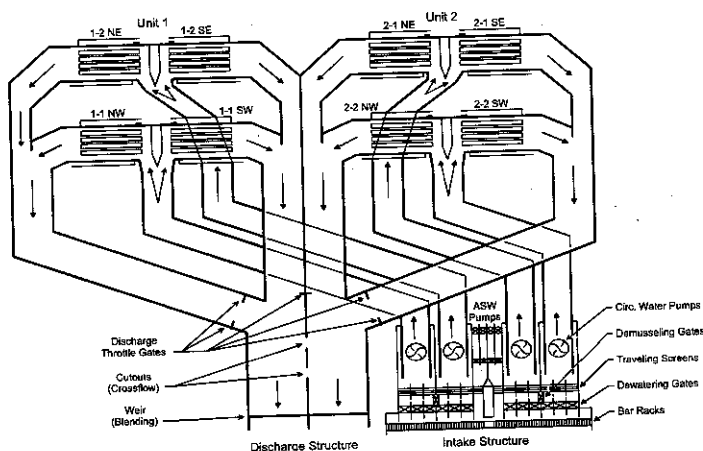 Unit 1
Unit 2
1-2 NE
1-2 SE
2-1 NE
2-1 SE
1-1 NW
1-1 SW
2-2 NW
2-2 SW
ASW
Pumps
Circ. Water Pumps
Demusseling Gates
Traveling Screens
Dewatering Gates
Bar Racks
Discharge
Throttle Gates
Cutouts
(Crossflow)
Weir
(Blending)
Discharge Structure
Intake Structure